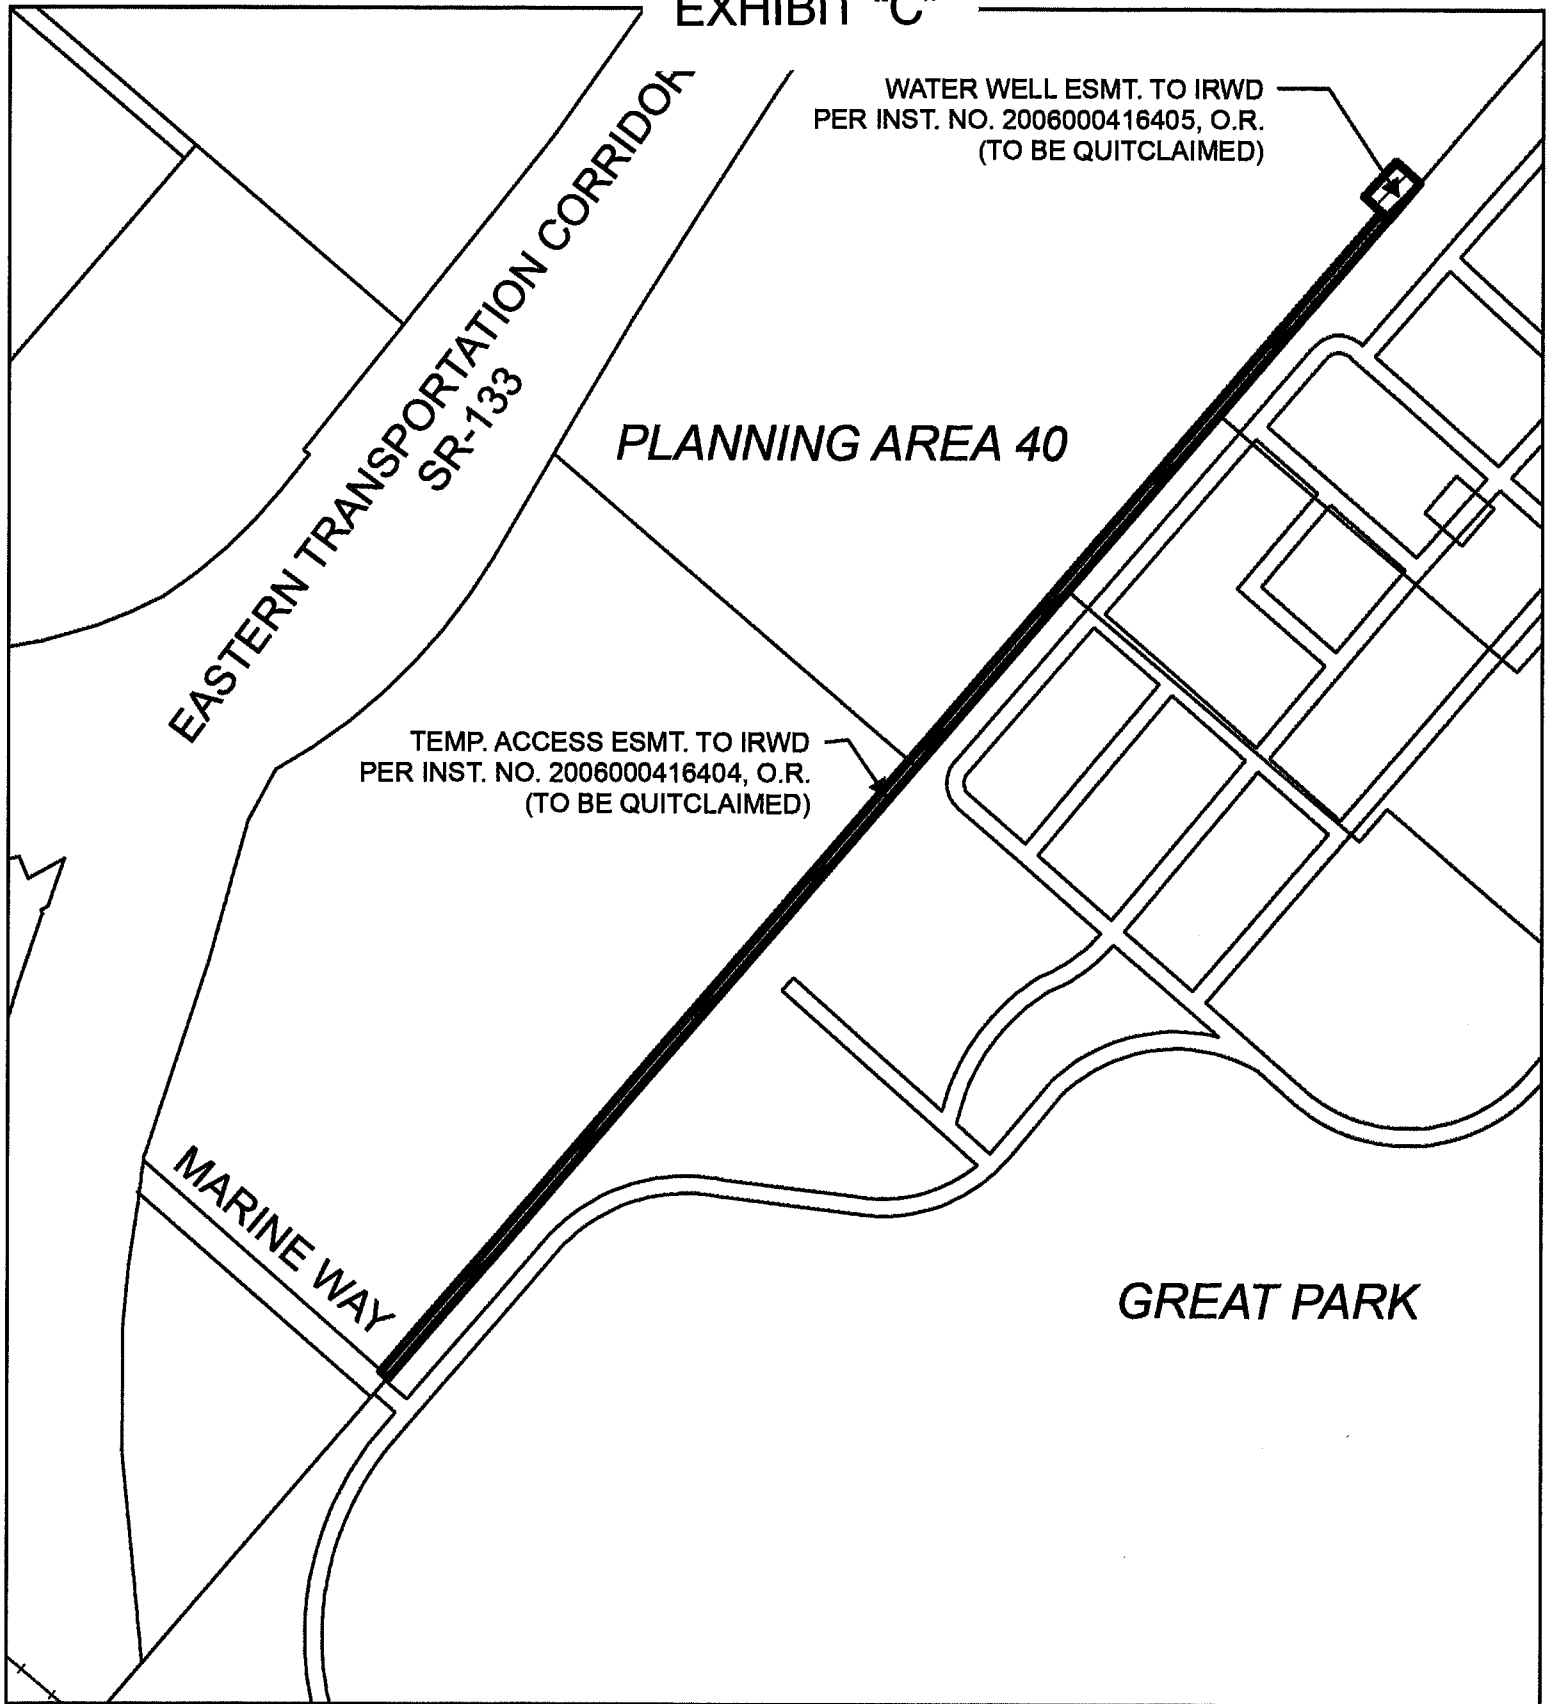 EXHIBIT "C"
WATER WELL ESMT. TO IRWD
PER INST. NO. 2006000416405, O.R.
(TO BE QUITCLAIMED)
EASTERN TRANSPORTATION CORRIDOR
SR-133
PLANNING AREA 40
TEMP. ACCESS ESMT. TO IRWD
PER INST. NO. 2006000416404, O.R.
(TO BE QUITCLAIMED)
MARINE WAY
GREAT PARK